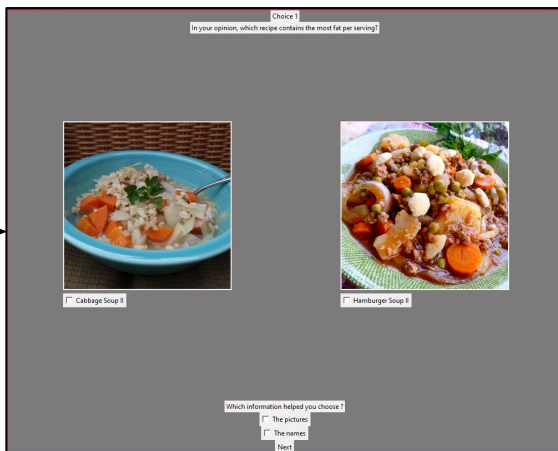 Choice 1
In your opinion, which recipe contains the most fat per serving?
Cabbage Soup II
Hamburger Soup II
Which information helped you choose ?
The pictures
The names
Next